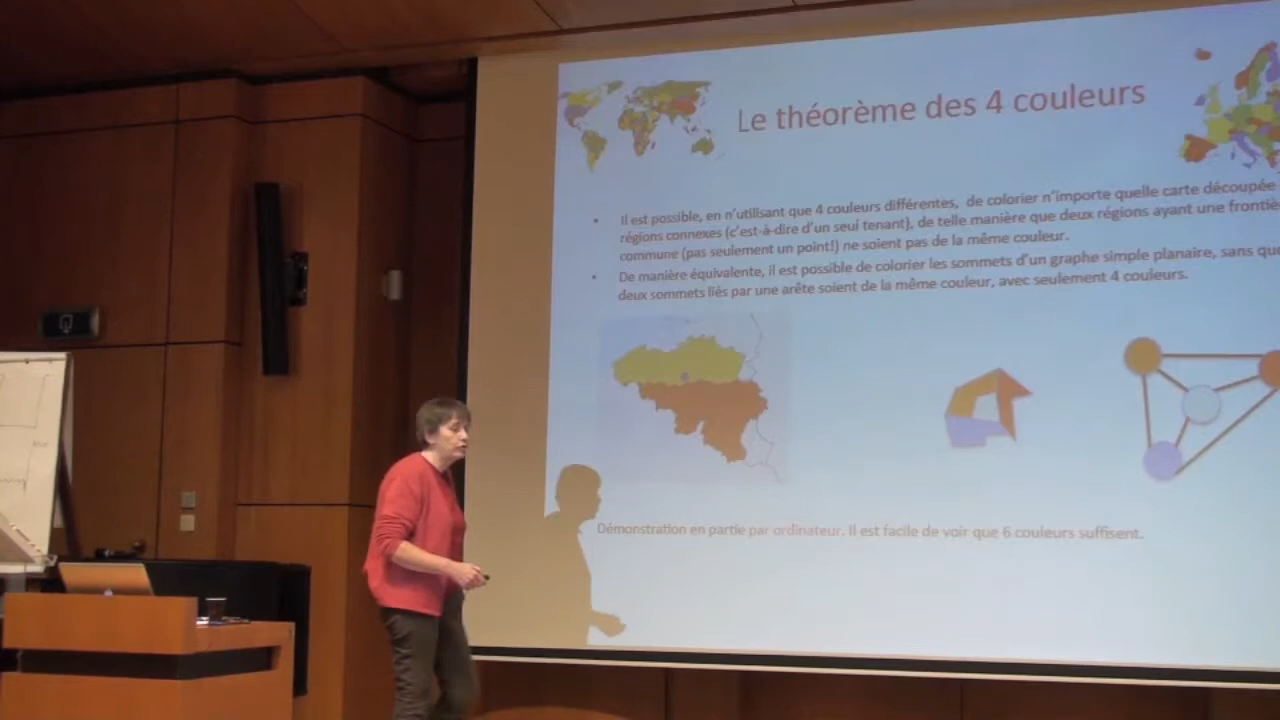 Le théorème des 4 couleurs
• Il est possible, en n'utilisant que 4 couleurs différentes, de colorier n'importe quelle carte découpée
régions connexes (c'est-à-dire d'un seul tenant), de telle manière que deux régions ayant une frontiè
commune (pas seulement un point!) ne soient pas de la même couleur.
• De manière équivalente, il est possible de colorier les sommets d'un graphe simple planaire, sans que
deux sommets liés par une arête soient de la même couleur, avec seulement 4 couleurs.
Démonstration en partie par ordinateur. Il est facile de voir que 6 couleurs suffisent.